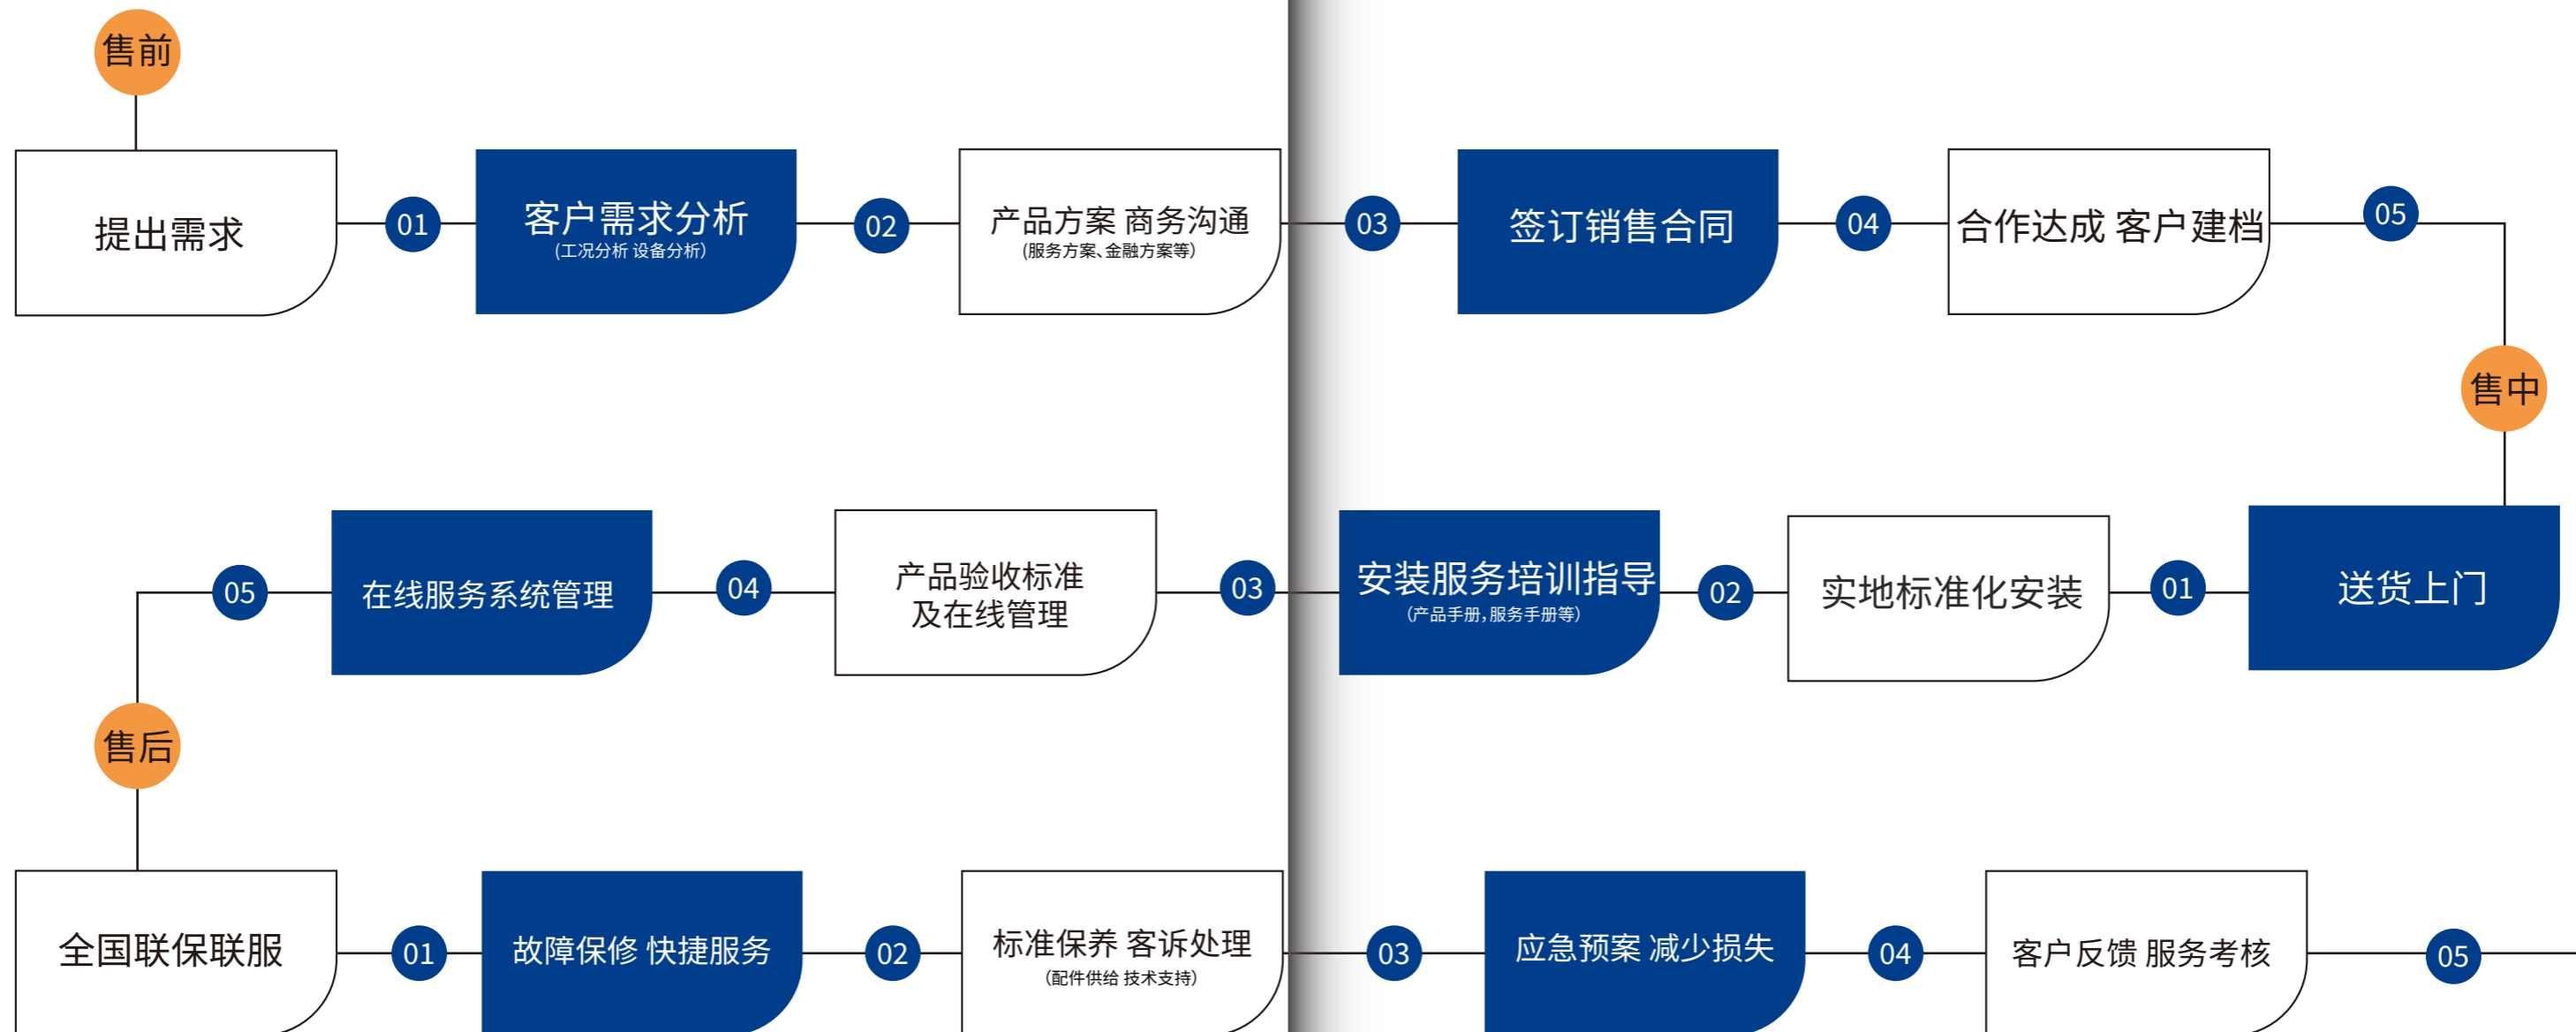 售前
提出需求
01
客户需求分析
(工况分析 设备分析)
02
产品方案 商务沟通
(服务方案、金融方案等)
03
签订销售合同
04
合作达成 客户建档
05
售中
送货上门
01
实地标准化安装
02
安装服务培训指导
(产品手册,服务手册等)
03
产品验收标准
及在线管理
04
在线服务系统管理
05
售后
全国联保联服
01
故障保修 快捷服务
02
标准保养 客诉处理
(配件供给 技术支持)
03
应急预案 减少损失
04
客户反馈 服务考核
05